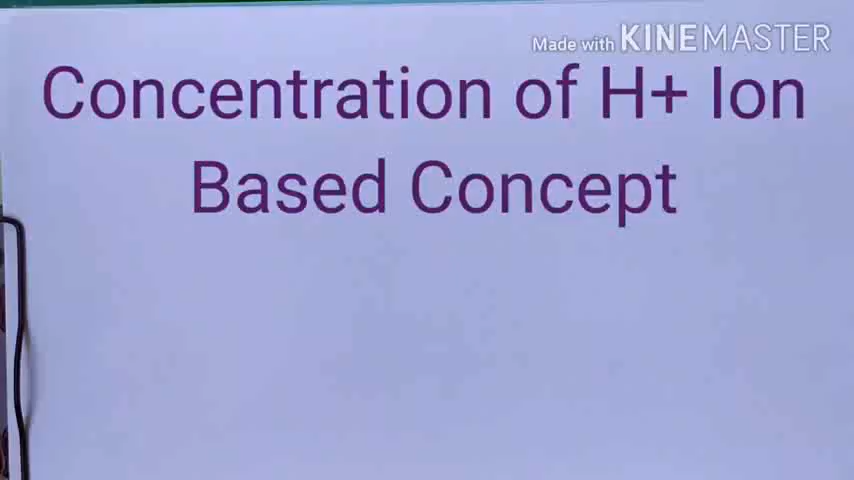 Made with KINEMASTER
Concentration of H+ Ion
Based Concept